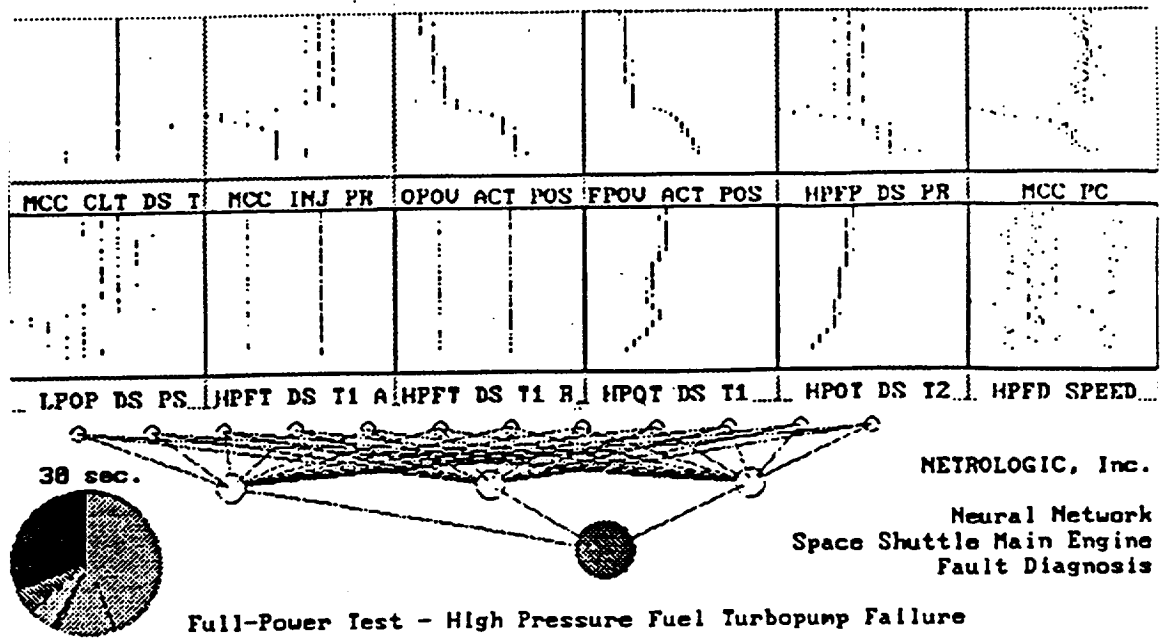 MCC CLT DS T MCC INJ PR OPOV ACT POS FPOV ACT POS HPFP DS PR MCC PC
LPOP DS PS HPFT DS T1 A HPFT DS T1 B HPOT DS T1 HPOT DS T2 HPFD SPEED
30 sec.
NETROLOGIC, Inc.
Neural Network
Space Shuttle Main Engine
Fault Diagnosis
Full-Power Test - High Pressure Fuel Turbopump Failure